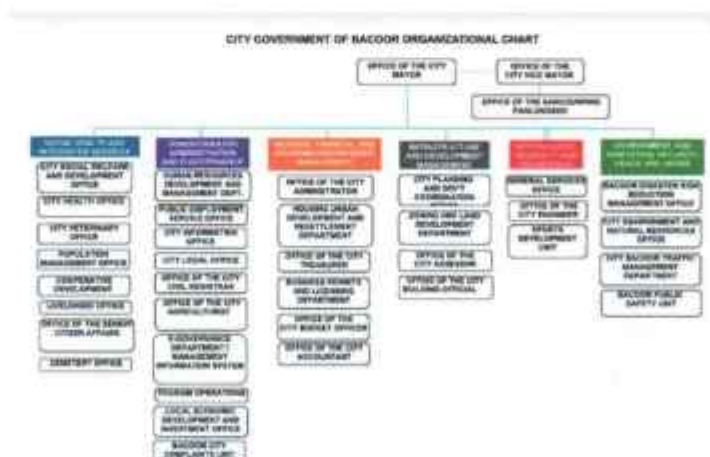 CITY GOVERNMENT OF BACOOR ORGANIZATIONAL CHART
OFFICE OF THE CITY
MAYOR
OFFICE OF THE
CITY VICE MAYOR
OFFICE OF THE SANGGUNIANG
PANLUNGSOD
CITY SOCIAL WELFARE
AND DEVELOPMENT
OFFICE
CITY HEALTH OFFICE
CITY VETERINARY
OFFICE
POPULATION
MANAGEMENT OFFICE
COOPERATIVE
DEVELOPMENT
LIVELIHOOD OFFICE
OFFICE OF THE SENIOR
CITIZEN AFFAIRS
CEMETERY OFFICE
ADMINISTRATION
HUMAN RESOURCES
DEVELOPMENT AND
MANAGEMENT DEPT.
PUBLIC EMPLOYMENT
SERVICE OFFICE
CITY INFORMATION
OFFICE
CITY LEGAL OFFICE
OFFICE OF THE CITY
CIVIL REGISTRAR
OFFICE OF THE CITY
AGRICULTURIST
E-GOVERNANCE
DEPARTMENT /
MANAGEMENT
INFORMATION SYSTEM
TOURISM OPERATIONS
LOCAL ECONOMIC
DEVELOPMENT AND
INVESTMENT OFFICE
BACOOR CITY
COMPLAINTS UNIT
OFFICE OF THE CITY
ADMINISTRATOR
HOUSING URBAN
DEVELOPMENT AND
RESETTLEMENT
DEPARTMENT
OFFICE OF THE CITY
TREASURER
BUSINESS PERMITS
AND LICENSING
DEPARTMENT
OFFICE OF THE
CITY BUDGET OFFICER
OFFICE OF THE CITY
ACCOUNTANT
INFRASTRUCTURE
AND DEVELOPMENT
CITY PLANNING
AND DEV'T
COORDINATION
ZONING AND LAND
DEVELOPMENT
DEPARTMENT
OFFICE OF THE
CITY ASSESSOR
OFFICE OF THE CITY
BUILDING OFFICIAL
GENERAL SERVICES
OFFICE
OFFICE OF THE
CITY ENGINEER
SPORTS
DEVELOPMENT
UNIT
BACOOR DISASTER RISK
REDUCTION
MANAGEMENT OFFICE
CITY ENVIRONMENT AND
NATURAL RESOURCES
OFFICE
CITY BACOOR TRAFFIC
MANAGEMENT
DEPARTMENT
BACOOR PUBLIC
SAFETY UNIT